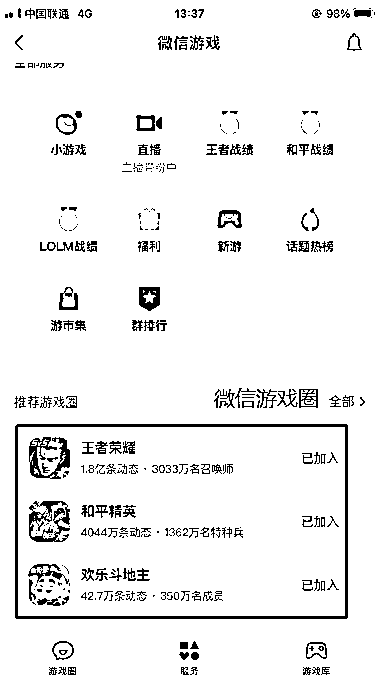 中国联通 4G 13:37 98%
微信游戏
全部服务
小游戏 直播 王者战绩 和平战绩
LOLM战绩 福利 新游 话题热榜
游市集 群排行
推荐游戏圈 微信游戏圈 全部
王者荣耀
1.8亿条动态 · 3033万名召唤师 已加入
和平精英
4044万条动态 · 1362万名特种兵 已加入
欢乐斗地主
42.7万条动态 · 350万名成员 已加入
游戏圈 服务 游戏库